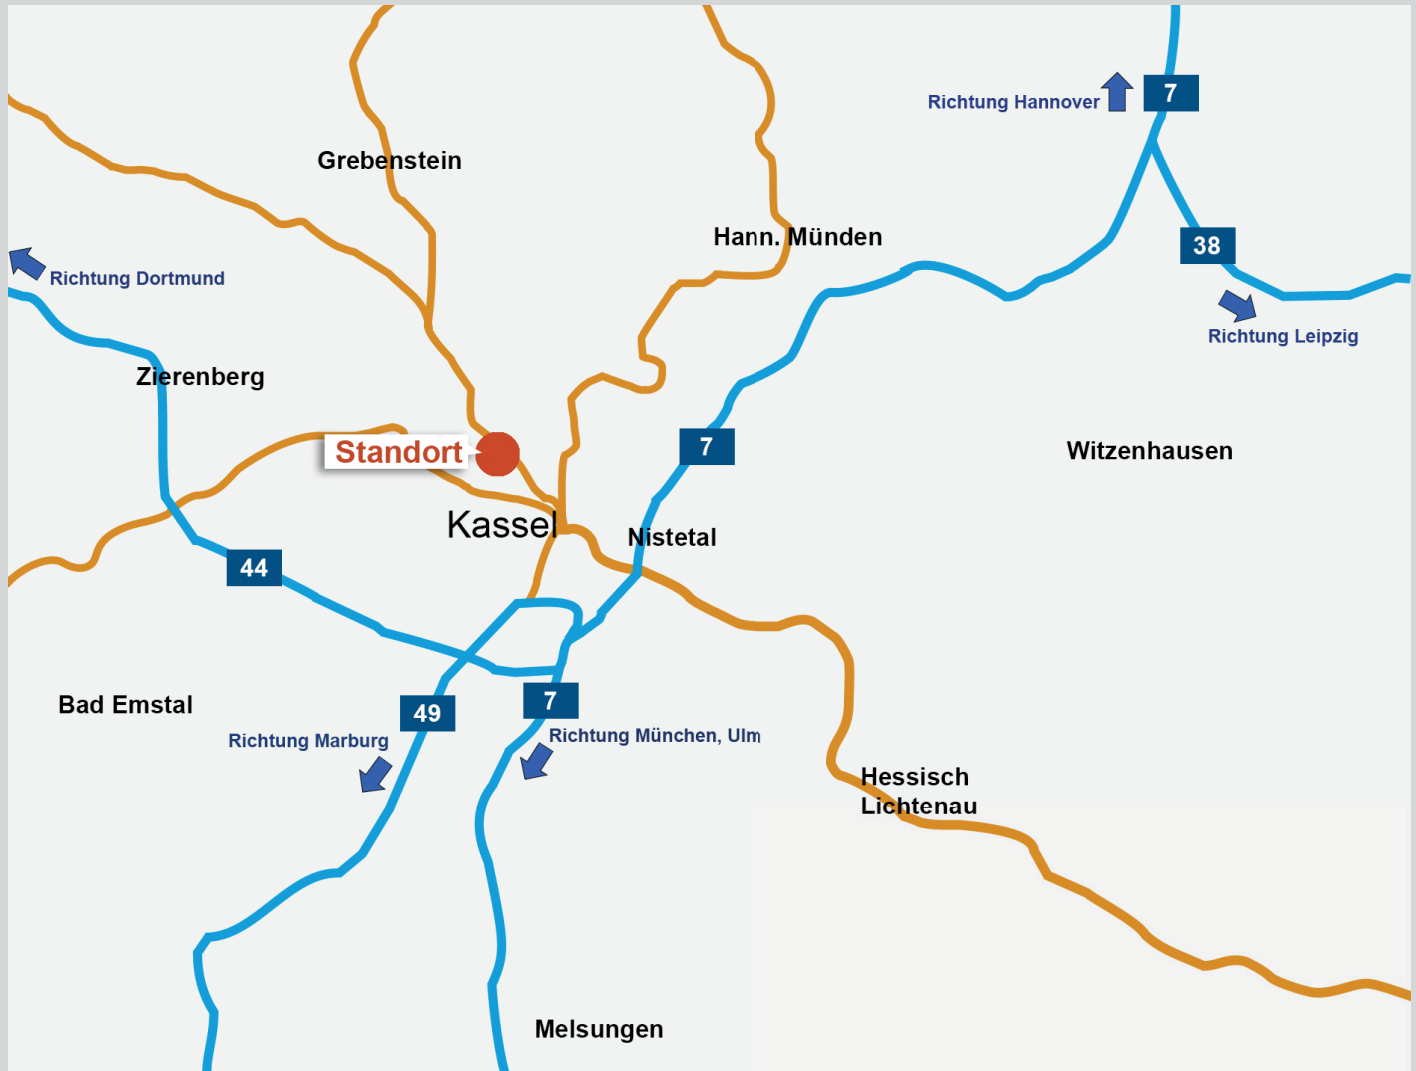 Richtung Hannover
7
Grebenstein
Hann. Münden
38
Richtung Dortmund
Richtung Leipzig
Zierenberg
7
Standort
Witzenhausen
Kassel
Nistetal
44
Bad Emstal
49
7
Richtung Marburg
Richtung München, Ulm
Hessisch
Lichtenau
Melsungen